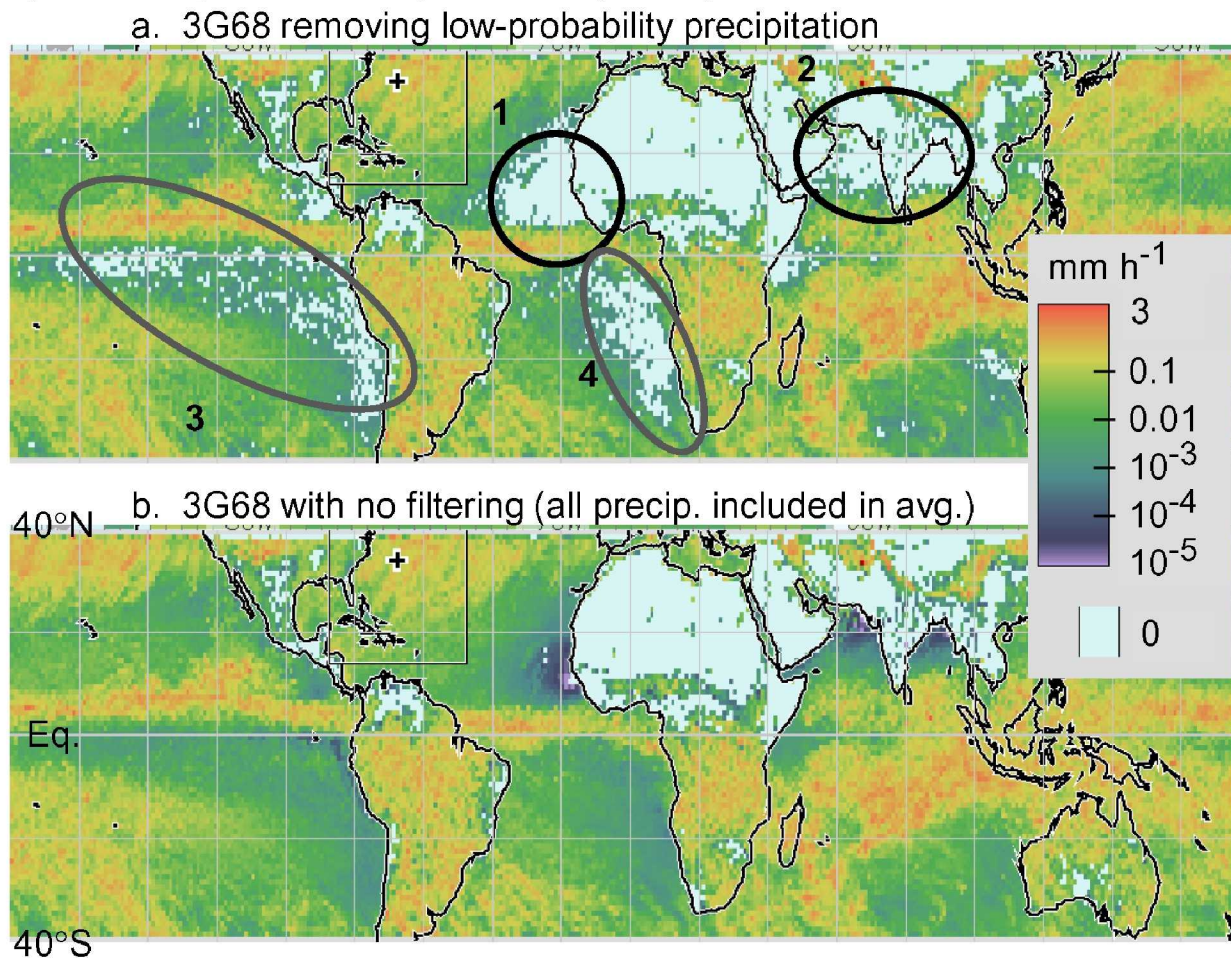 a. 3G68 removing low-probability precipitation
1
2
3
4
mm h-1
3
0.1
0.01
10-3
10-4
10-5
0
b. 3G68 with no filtering (all precip. included in avg.)
40°N
Eq.
40°S